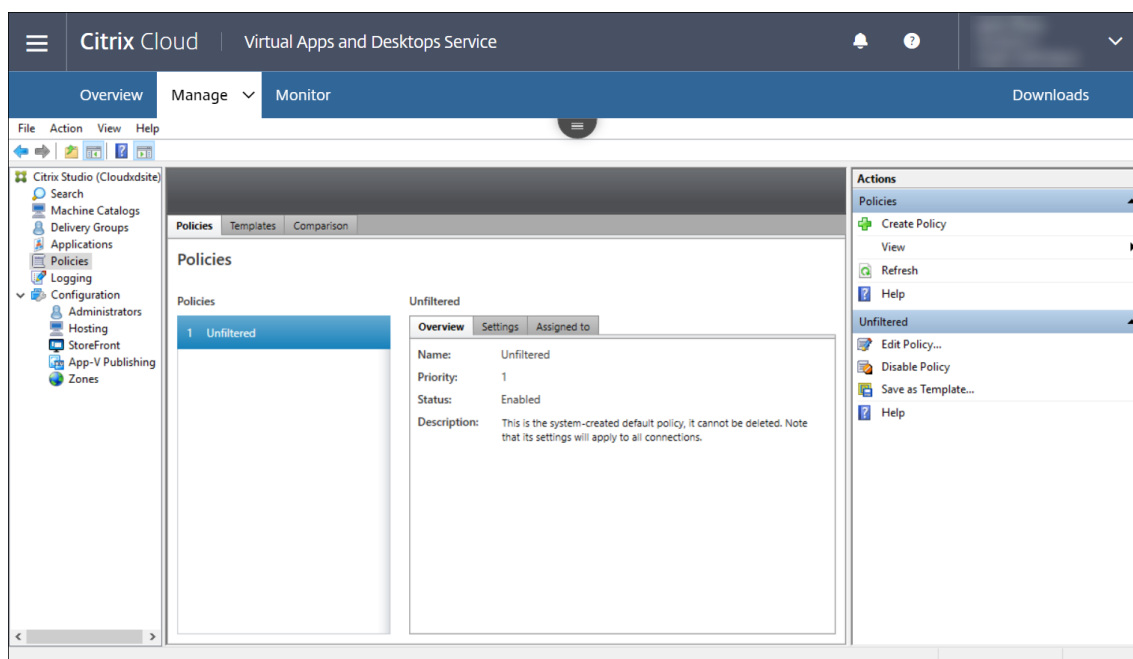 Citrix Cloud Virtual Apps and Desktops Service ?
Overview Manage Monitor Downloads
File Action View Help
Citrix Studio (Cloudxdsite)
Search
Machine Catalogs
Delivery Groups
Applications
Policies
Logging
Configuration
Administrators
Hosting
StoreFront
App-V Publishing
Zones
Policies Templates Comparison
Policies
Policies
1 Unfiltered
Unfiltered
Overview Settings Assigned to
Name: Unfiltered
Priority: 1
Status: Enabled
Description: This is the system-created default policy, it cannot be deleted. Note
that its settings will apply to all connections.
Actions
Policies
Create Policy
View
Refresh
Help
Unfiltered
Edit Policy...
Disable Policy
Save as Template...
Help